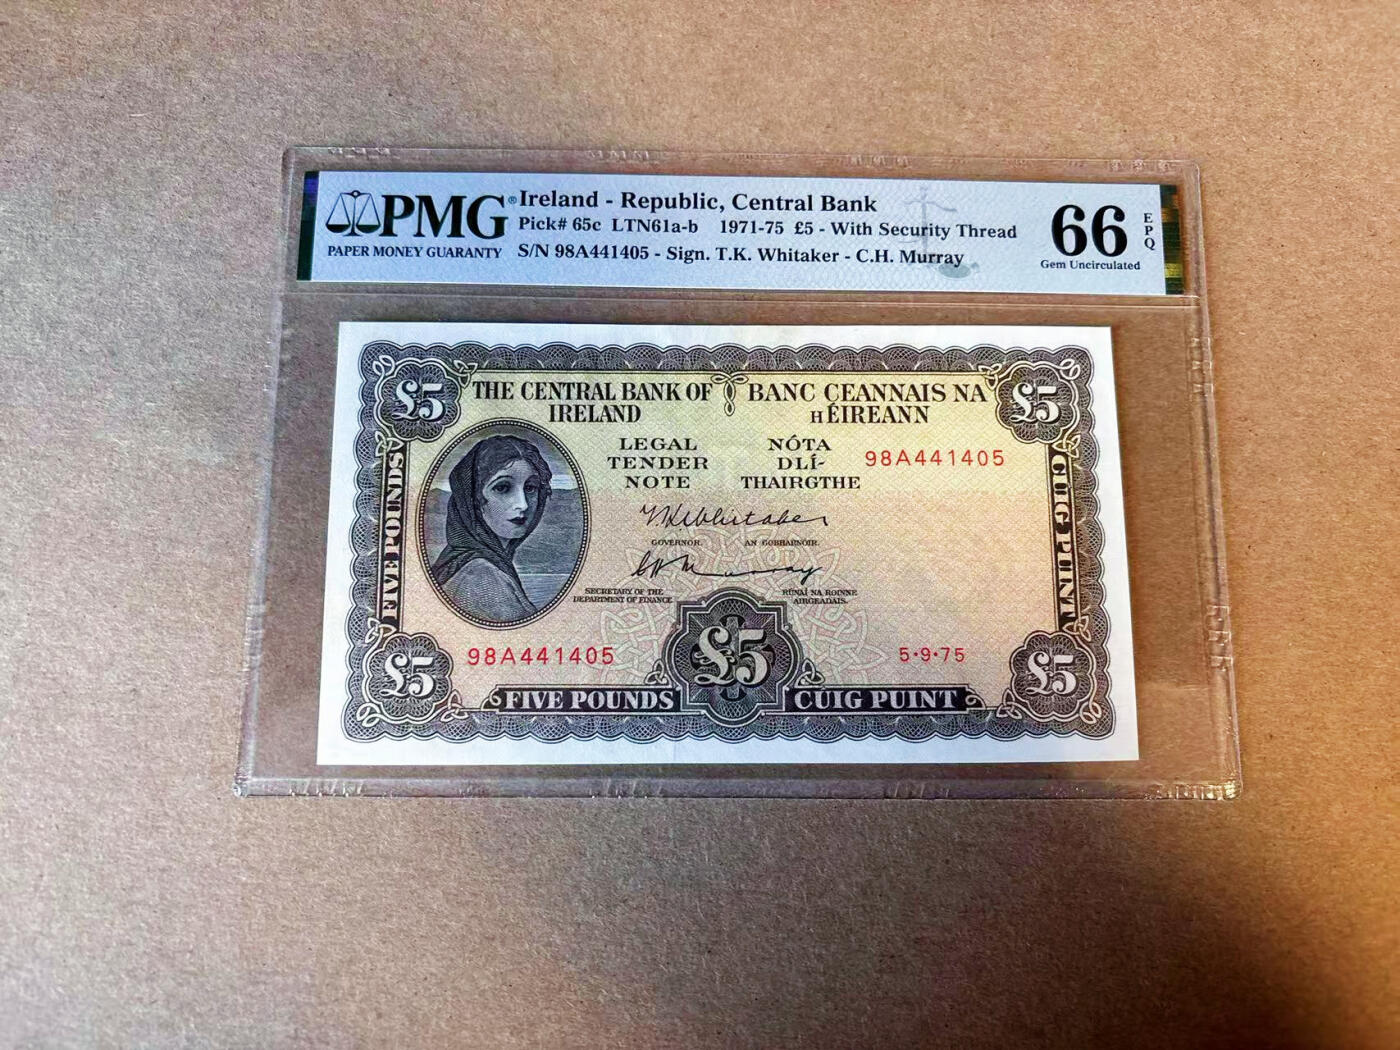 PMG®
PAPER MONEY GUARANTY
Ireland - Republic, Central Bank
Pick# 65c LTN61a-b 1971-75 £5 - With Security Thread
S/N 98A441405 - Sign. T.K. Whitaker - C.H. Murray
66
EPQ
Gem Uncirculated
£5
THE CENTRAL BANK OF
IRELAND
BANC CEANNAIS NA
hÉIREANN
£5
LEGAL
TENDER
NOTE
NÓTA
DLÍ-
THAIRGTHE
98A441405
FIVE POUNDS
CUIG PUINT
T K Whitaker
GOVERNOR. AN GOBHARNÓIR.
C H Murray
SECRETARY OF THE
DEPARTMENT OF FINANCE
RÚNAÍ NA ROINNE
AIRGEADAIS.
98A441405
5·9·75
£5
£5
£5
FIVE POUNDS
CUIG PUINT